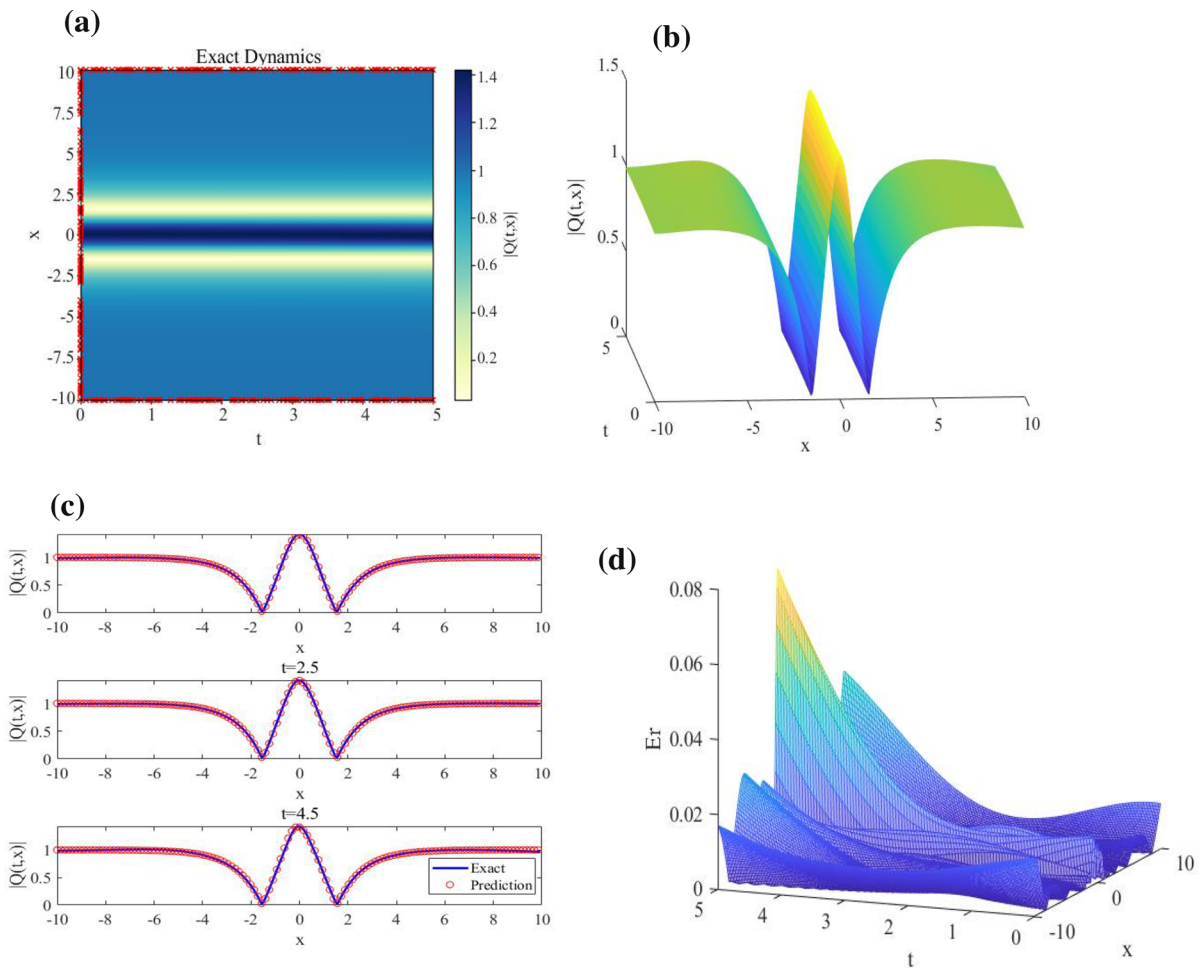 (a)
Exact Dynamics
10
7.5
5
2.5
0
-2.5
-5
-7.5
-10
x
0 1 2 3 4 5
t
1.4
1.2
1
0.8
0.6
0.4
0.2
|Q(t,x)|
(b)
1.5
1
0.5
0
|Q(t,x)|
5
0
t
-10 -5 0 5 10
x
(c)
|Q(t,x)|
1
0.5
0
-10 -8 -6 -4 -2 0 2 4 6 8 10
x
t=2.5
|Q(t,x)|
1
0.5
0
-10 -8 -6 -4 -2 0 2 4 6 8 10
x
t=4.5
|Q(t,x)|
1
0.5
0
Exact
Prediction
-10 -8 -6 -4 -2 0 2 4 6 8 10
x
(d)
0.08
0.06
0.04
0.02
0
Er
5 4 3 2 1 0
t
-10 0 10
x